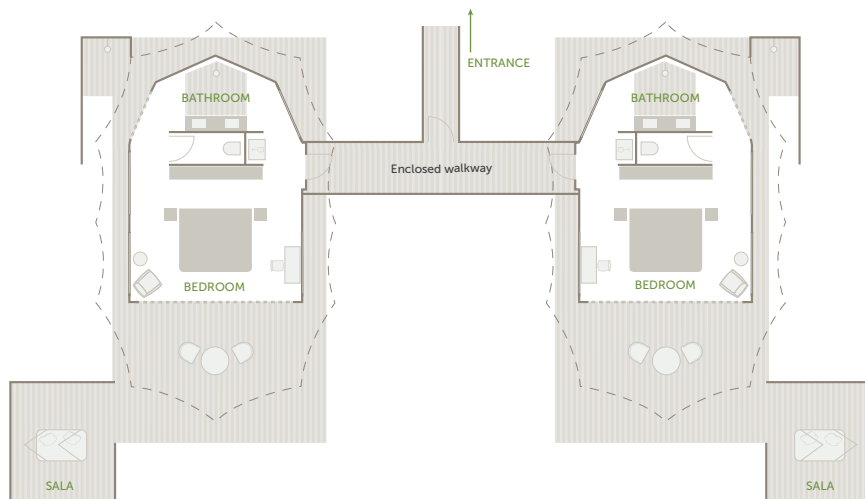 ENTRANCE
BATHROOM
BATHROOM
Enclosed walkway
BEDROOM
BEDROOM
SALA
SALA